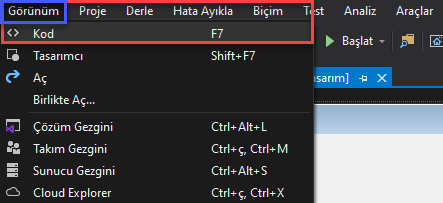 Görünüm Proje Derle Hata Ayıkla Biçim Test Analiz Araçlar
Kod F7
Başlat
Tasarımcı Shift+F7
Aç
asarım]
Birlikte Aç...
Çözüm Gezgini Ctrl+Alt+L
Takım Gezgini Ctrl+ç, Ctrl+M
Sunucu Gezgini Ctrl+Alt+S
Cloud Explorer Ctrl+ç, Ctrl+X